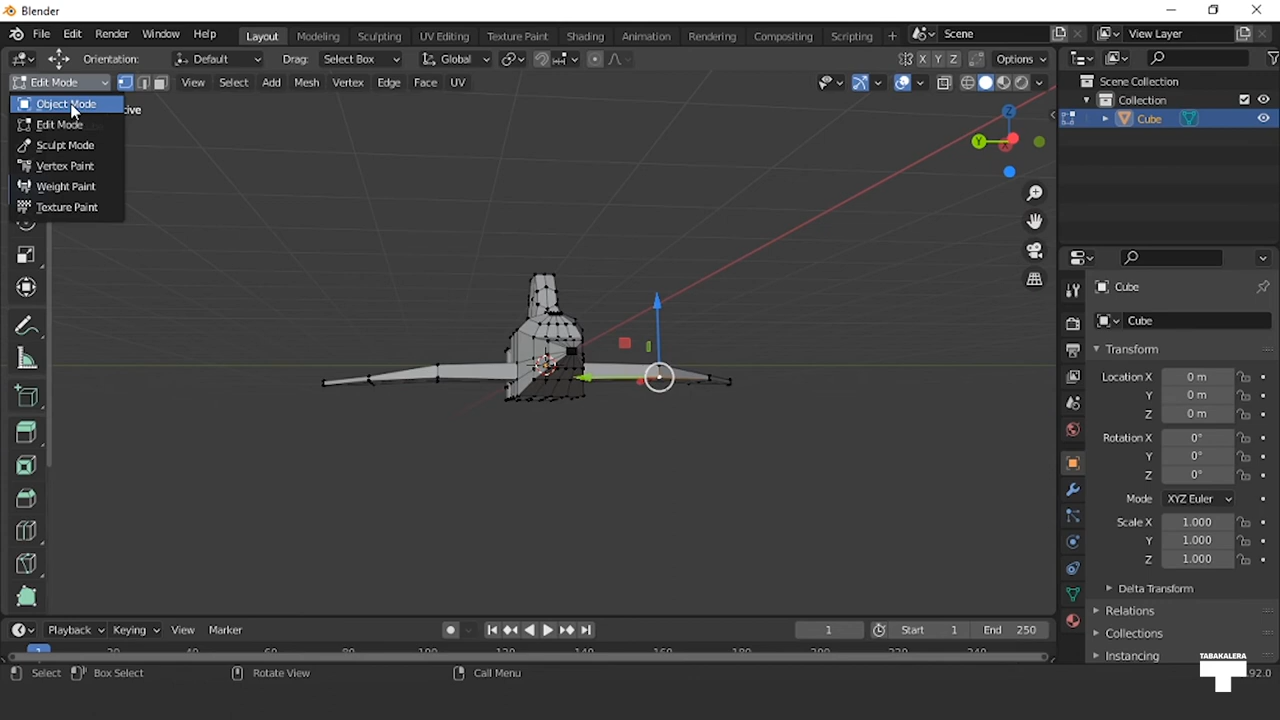 Blender
File Edit Render Window Help Layout Modeling Sculpting UV Editing Texture Paint Shading Animation Rendering Compositing Scripting + Scene View Layer
Orientation: Default Drag: Select Box Global X Y Z Options
Edit Mode View Select Add Mesh Vertex Edge Face UV
Object Mode
Edit Mode
Sculpt Mode
Vertex Paint
Weight Paint
Texture Paint
Z
Y
X
Scene Collection
Collection
Cube
Cube
Cube
Transform
Location X 0 m
Y 0 m
Z 0 m
Rotation X 0°
Y 0°
Z 0°
Mode XYZ Euler
Scale X 1.000
Y 1.000
Z 1.000
Delta Transform
Relations
Collections
Instancing
Playback Keying View Marker 1 Start 1 End 250
1
Select Box Select Rotate View Call Menu
TABAKALERA
92.0